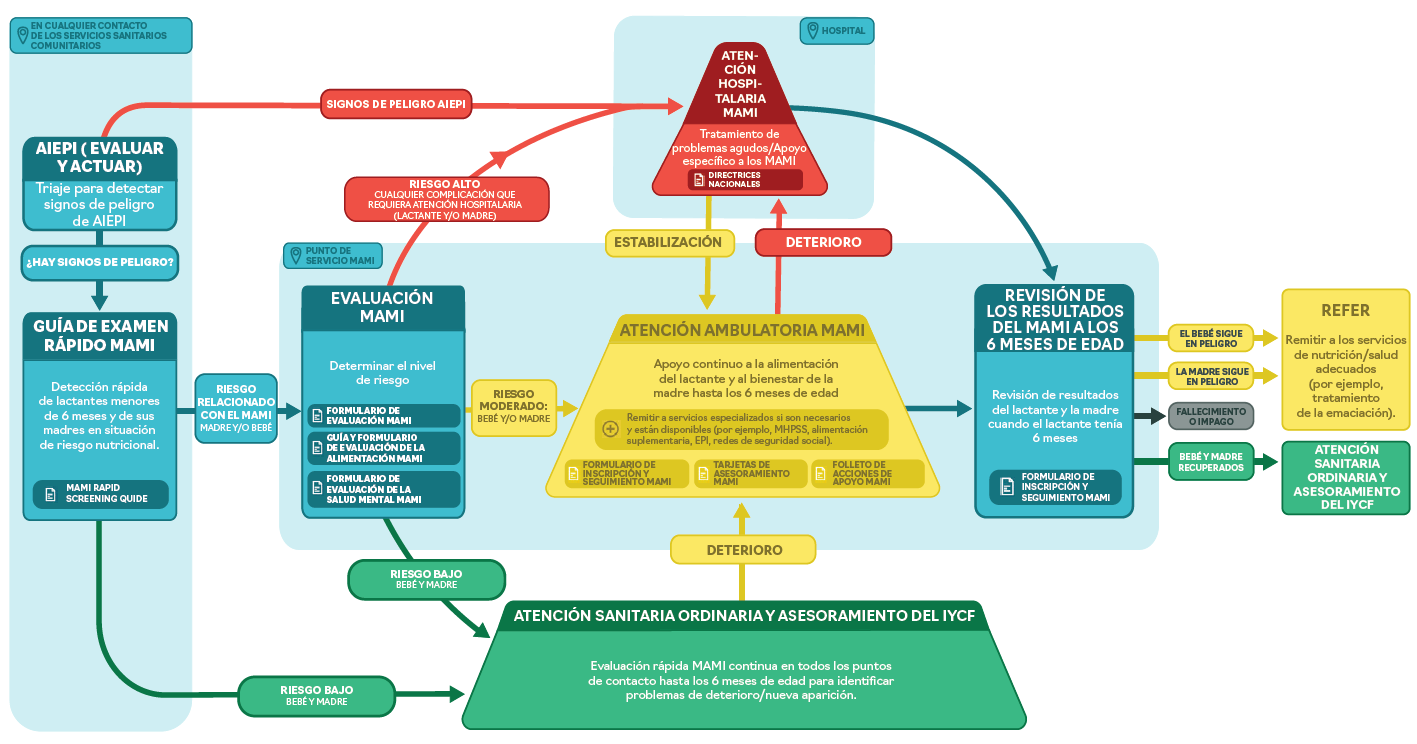 EN CUALQUIER CONTACTO
DE LOS SERVICIOS SANITARIOS
COMUNITARIOS
HOSPITAL
ATEN-
CIÓN
HOSPI-
TALARIA
MAMI
Tratamiento de
problemas agudos/Apoyo
específico a los MAMI
DIRECTRICES
NACIONALES
SIGNOS DE PELIGRO AIEPI
AIEPI ( EVALUAR
Y ACTUAR)
Triaje para detectar
signos de peligro
de AIEPI
¿HAY SIGNOS DE PELIGRO?
RIESGO ALTO
CUALQUIER COMPLICACIÓN QUE
REQUIERA ATENCIÓN HOSPITALARIA
(LACTANTE Y/O MADRE)
ESTABILIZACIÓN
DETERIORO
PUNTO DE
SERVICIO MAMI
GUÍA DE EXAMEN
RÁPIDO MAMI
Detección rápida
de lactantes menores
de 6 meses y de sus
madres en situación
de riesgo nutricional.
MAMI RAPID
SCREENING QUIDE
RIESGO
RELACIONADO
CON EL MAMI
MADRE Y/O BEBÉ
EVALUACIÓN
MAMI
Determinar el nivel
de riesgo
FORMULARIO DE
EVALUACIÓN MAMI
GUÍA Y FORMULARIO
DE EVALUACIÓN DE LA
ALIMENTACIÓN MAMI
FORMULARIO DE
EVALUACIÓN DE LA
SALUD MENTAL MAMI
RIESGO
MODERADO:
BEBÉ Y/O MADRE
ATENCIÓN AMBULATORIA MAMI
Apoyo continuo a la alimentación
del lactante y al bienestar de la
madre hasta los 6 meses de edad
Remitir a servicios especializados si son necesarios
y están disponibles (por ejemplo, MHPSS, alimentación
suplementaria, EPI, redes de seguridad social).
FORMULARIO DE
INSCRIPCIÓN Y
SEGUIMIENTO MAMI
TARJETAS DE
ASESORAMIENTO
MAMI
FOLLETO DE
ACCIONES DE
APOYO MAMI
REVISIÓN DE
LOS RESULTADOS
DEL MAMI A LOS
6 MESES DE EDAD
Revisión de resultados
del lactante y la madre
cuando el lactante tenía
6 meses
FORMULARIO DE
INSCRIPCIÓN Y
SEGUIMIENTO MAMI
EL BEBÉ SIGUE
EN PELIGRO
LA MADRE SIGUE
EN PELIGRO
FALLECIMIENTO
O IMPAGO
BEBÉ Y MADRE
RECUPERADOS
REFER
Remitir a los servicios
de nutrición/salud
adecuados
(por ejemplo,
tratamiento
de la emaciación).
ATENCIÓN
SANITARIA
ORDINARIA Y
ASESORAMIENTO
DEL IYCF
RIESGO BAJO
BEBÉ Y MADRE
DETERIORO
ATENCIÓN SANITARIA ORDINARIA Y ASESORAMIENTO DEL IYCF
Evaluación rápida MAMI continua en todos los puntos
de contacto hasta los 6 meses de edad para identificar
problemas de deterioro/nueva aparición.
RIESGO BAJO
BEBÉ Y MADRE